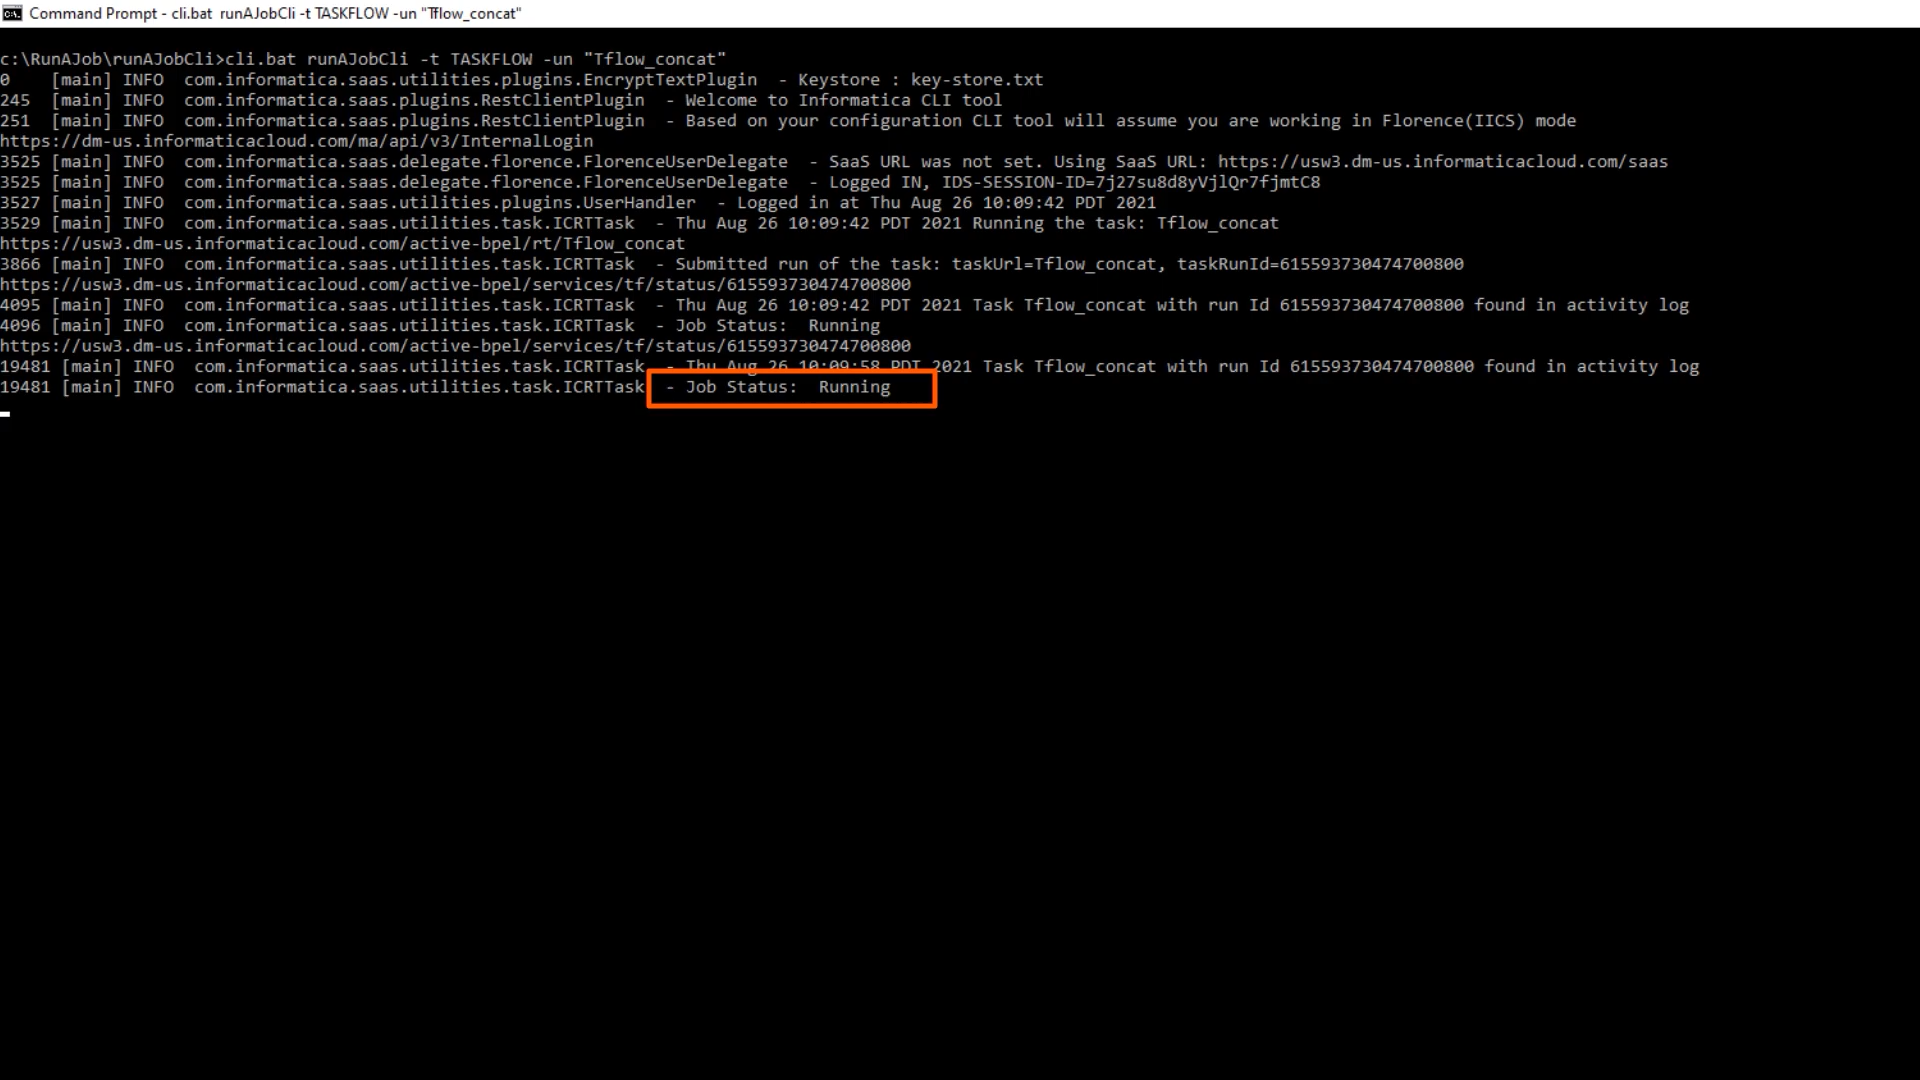 Command Prompt - cli.bat  runAJobCli -t TASKFLOW -un "Tflow_concat"
c:\RunAJob\runAJobCli>cli.bat runAJobCli -t TASKFLOW -un "Tflow_concat"
0    [main] INFO  com.informatica.saas.utilities.plugins.EncryptTextPlugin  - Keystore : key-store.txt
245  [main] INFO  com.informatica.saas.plugins.RestClientPlugin  - Welcome to Informatica CLI tool
251  [main] INFO  com.informatica.saas.plugins.RestClientPlugin  - Based on your configuration CLI tool will assume you are working in Florence(IICS) mode
https://dm-us.informaticacloud.com/ma/api/v3/InternalLogin
3525 [main] INFO  com.informatica.saas.delegate.florence.FlorenceUserDelegate  - SaaS URL was not set. Using SaaS URL: https://usw3.dm-us.informaticacloud.com/saas
3525 [main] INFO  com.informatica.saas.delegate.florence.FlorenceUserDelegate  - Logged IN, IDS-SESSION-ID=7j27su8d8yVjlQr7fjmtC8
3527 [main] INFO  com.informatica.saas.utilities.plugins.UserHandler  - Logged in at Thu Aug 26 10:09:42 PDT 2021
3529 [main] INFO  com.informatica.saas.utilities.task.ICRTTask  - Thu Aug 26 10:09:42 PDT 2021 Running the task: Tflow_concat
https://usw3.dm-us.informaticacloud.com/active-bpel/rt/Tflow_concat
3866 [main] INFO  com.informatica.saas.utilities.task.ICRTTask  - Submitted run of the task: taskUrl=Tflow_concat, taskRunId=615593730474700800
https://usw3.dm-us.informaticacloud.com/active-bpel/services/tf/status/615593730474700800
4095 [main] INFO  com.informatica.saas.utilities.task.ICRTTask  - Thu Aug 26 10:09:42 PDT 2021 Task Tflow_concat with run Id 615593730474700800 found in activity log
4096 [main] INFO  com.informatica.saas.utilities.task.ICRTTask  - Job Status:  Running
https://usw3.dm-us.informaticacloud.com/active-bpel/services/tf/status/615593730474700800
19481 [main] INFO  com.informatica.saas.utilities.task.ICRTTask  - Thu Aug 26 10:09:58 PDT 2021 Task Tflow_concat with run Id 615593730474700800 found in activity log
19481 [main] INFO  com.informatica.saas.utilities.task.ICRTTask  - Job Status:  Running